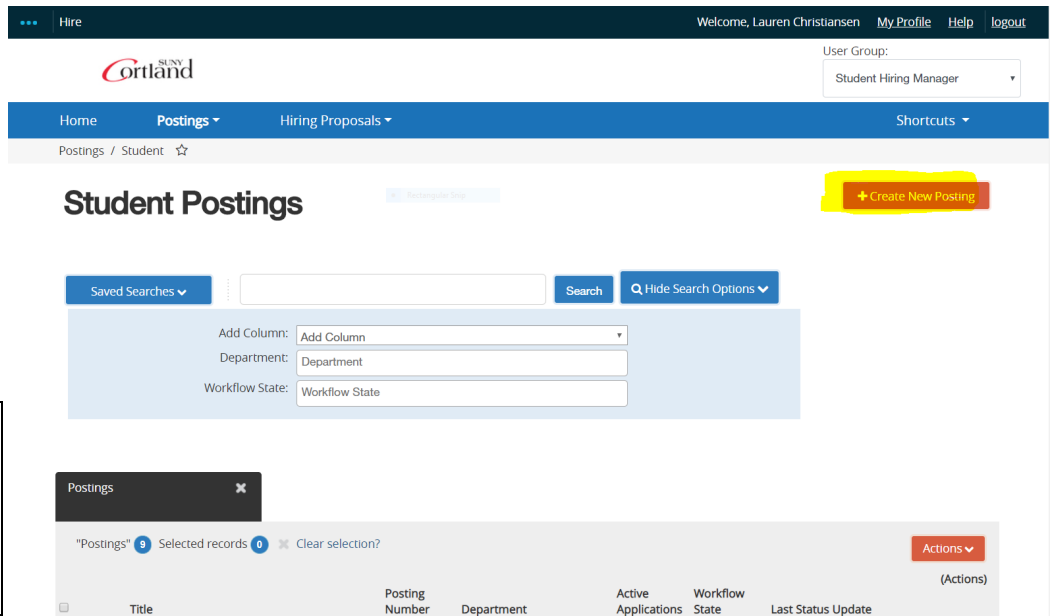 ••• Hire Welcome, Lauren Christiansen My Profile Help logout
SUNY
Cortland
User Group:
Student Hiring Manager
Home Postings Hiring Proposals Shortcuts
Postings / Student
Student Postings
Rectangular Snip
+ Create New Posting
Saved Searches Search Hide Search Options
Add Column: Add Column
Department: Department
Workflow State: Workflow State
Postings ✖
"Postings" 9 Selected records 0 ✖ Clear selection?
Actions
(Actions)
Title Posting Number Department Active Applications Workflow State Last Status Update